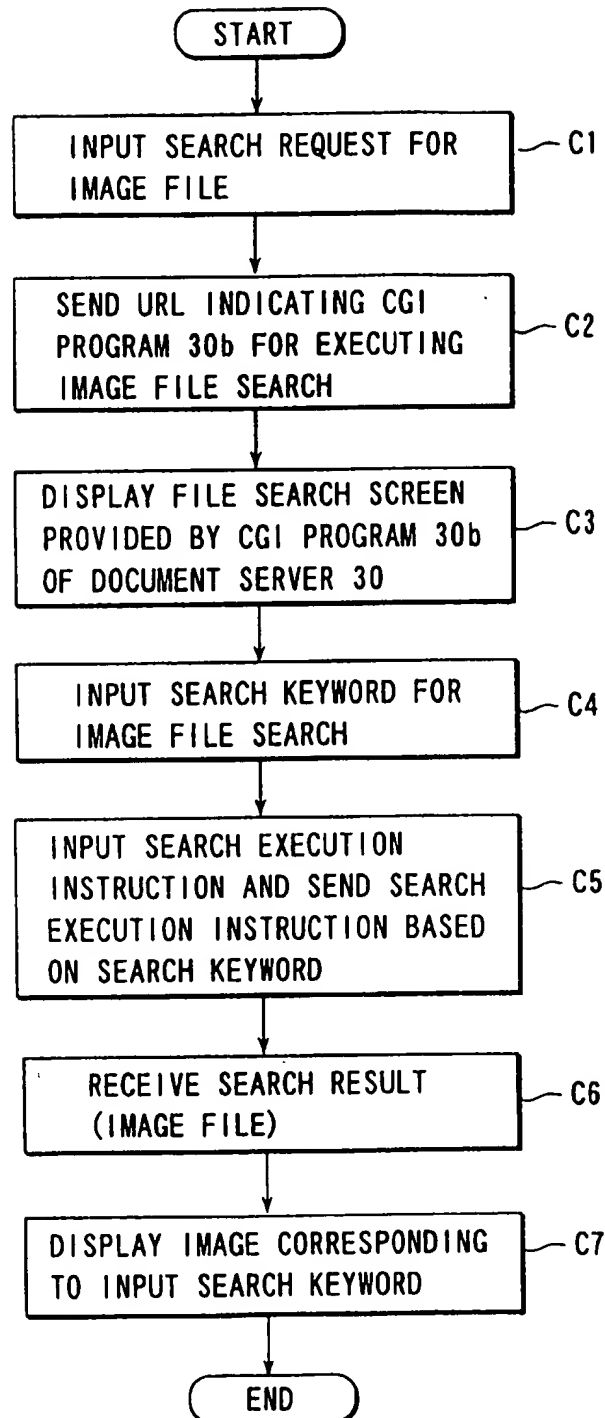 START
INPUT SEARCH REQUEST FOR
IMAGE FILE
C1
SEND URL INDICATING CGI
PROGRAM 30b FOR EXECUTING
IMAGE FILE SEARCH
C2
DISPLAY FILE SEARCH SCREEN
PROVIDED BY CGI PROGRAM 30b
OF DOCUMENT SERVER 30
C3
INPUT SEARCH KEYWORD FOR
IMAGE FILE SEARCH
C4
INPUT SEARCH EXECUTION
INSTRUCTION AND SEND SEARCH
EXECUTION INSTRUCTION BASED
ON SEARCH KEYWORD
C5
RECEIVE SEARCH RESULT
(IMAGE FILE)
C6
DISPLAY IMAGE CORRESPONDING
TO INPUT SEARCH KEYWORD
C7
END